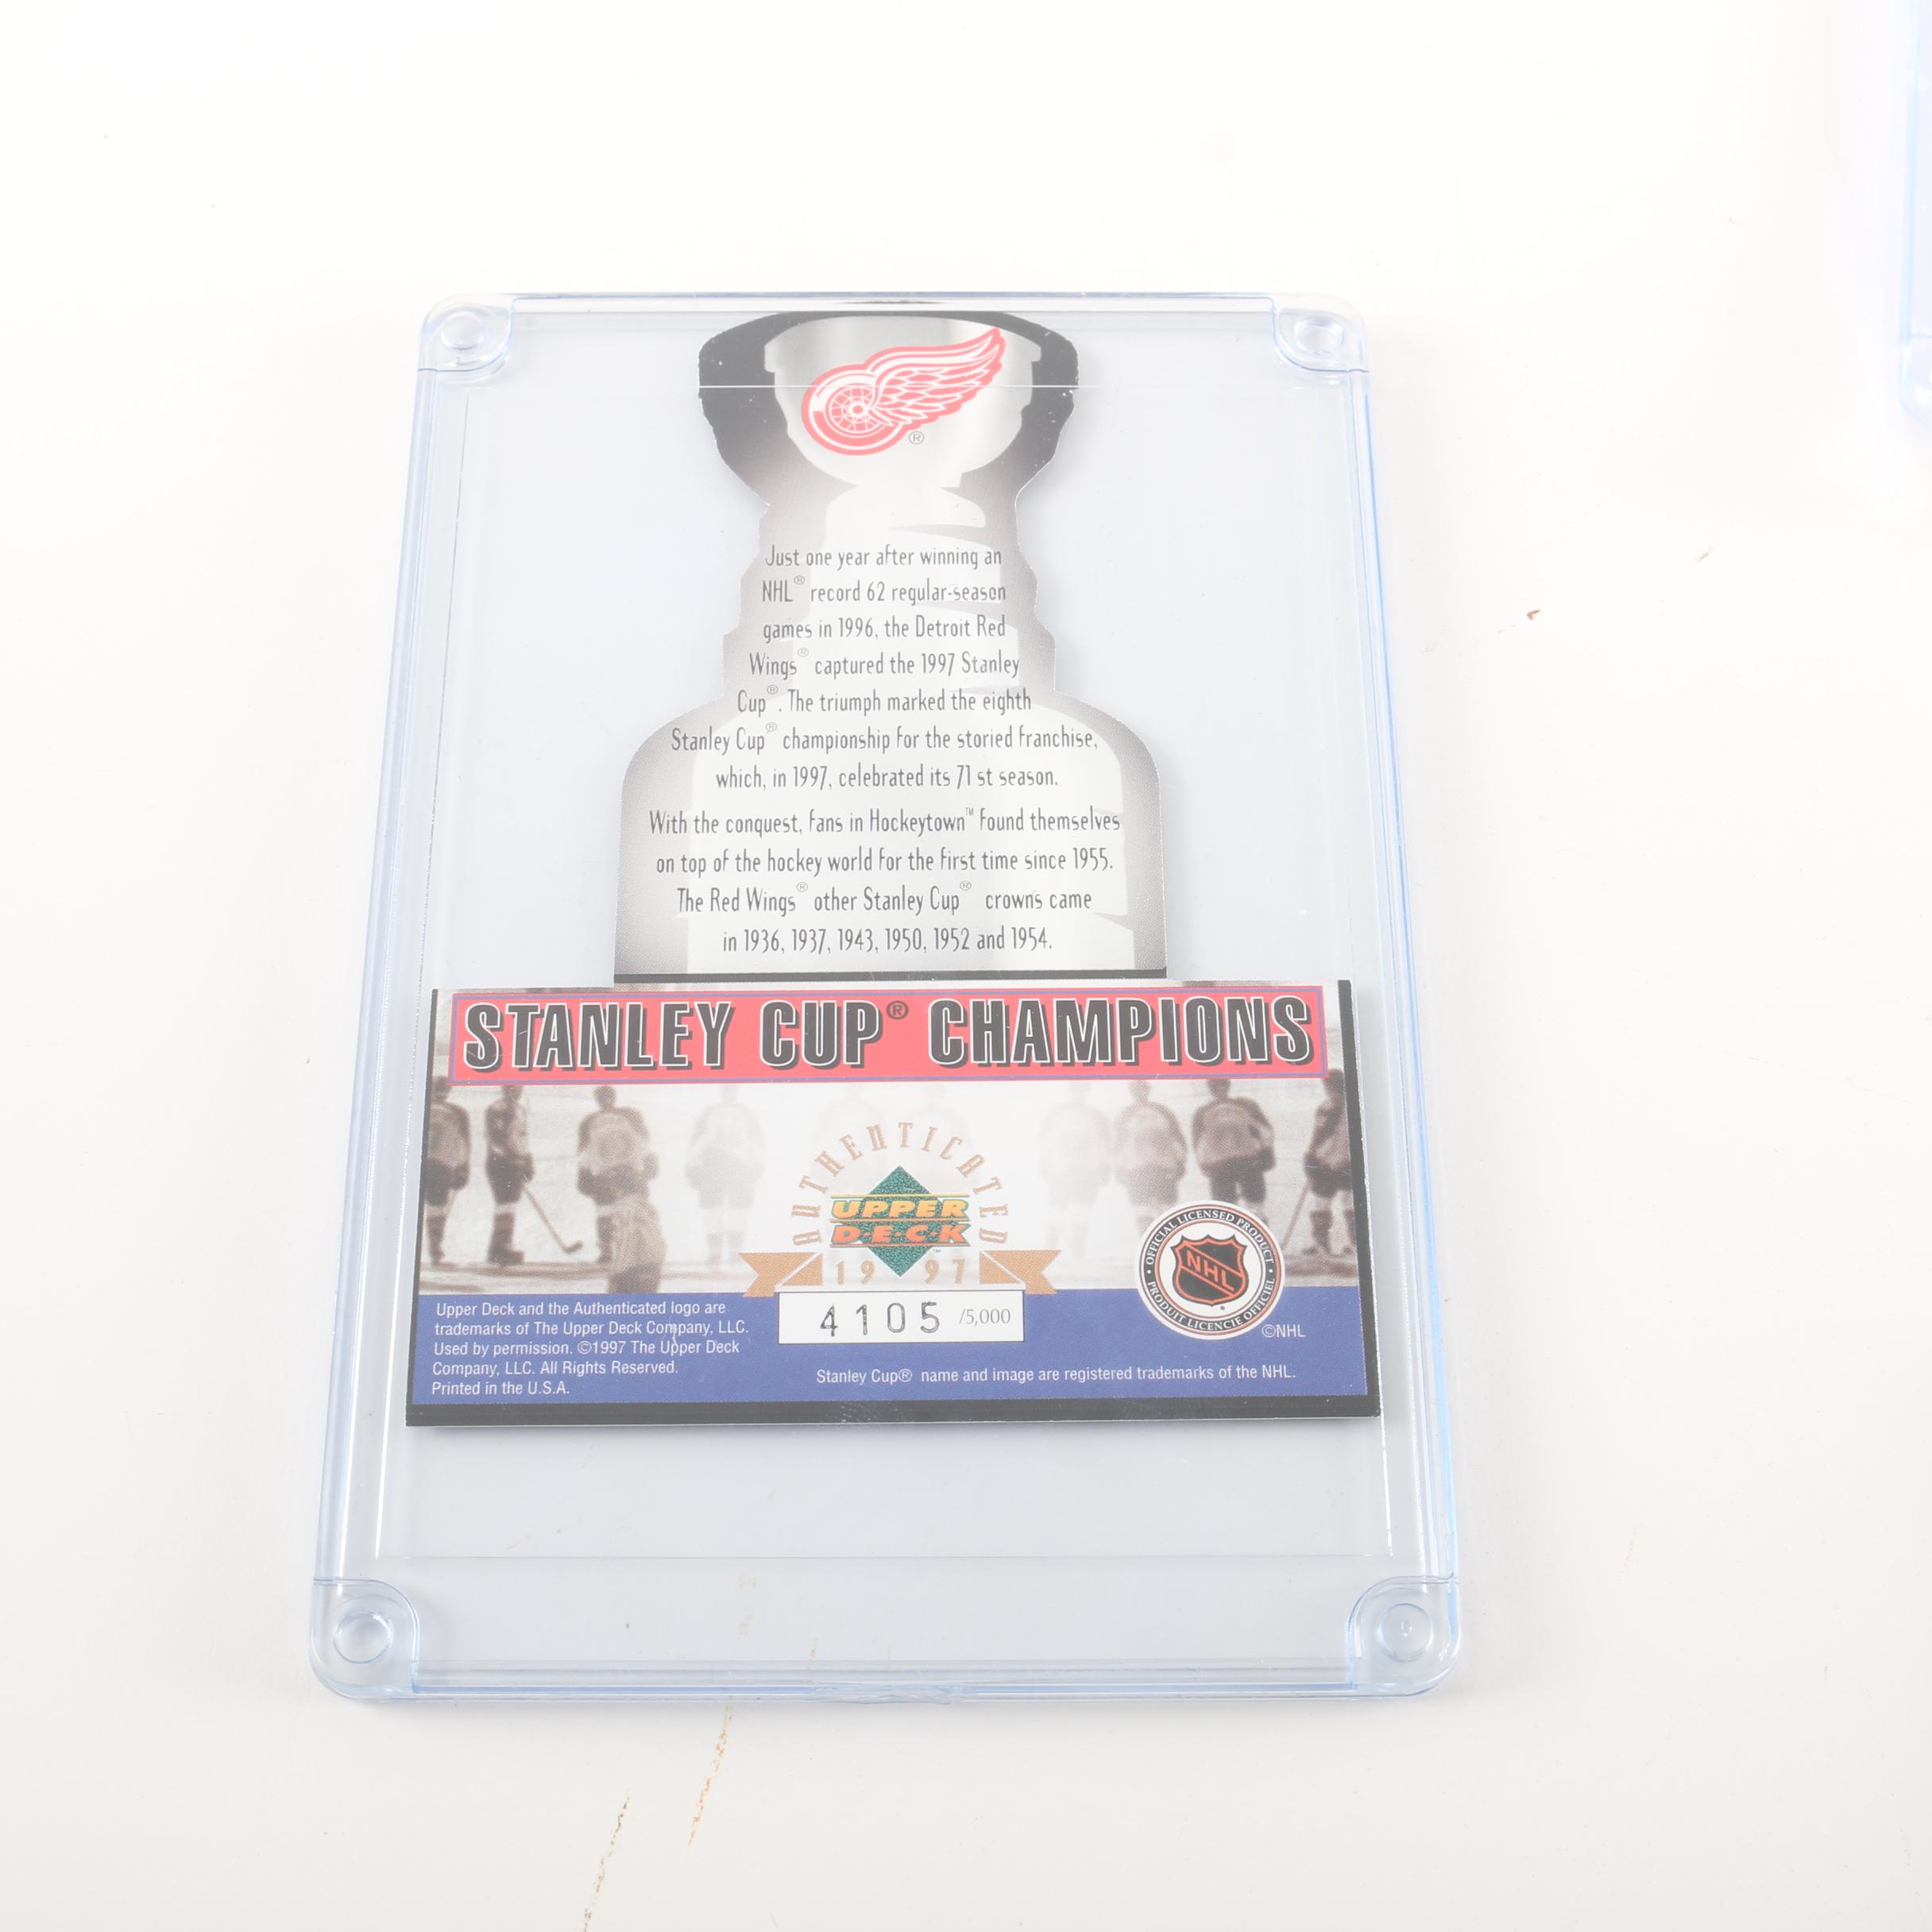 ®
Just one year after winning an
NHL® record 62 regular-season
games in 1996, the Detroit Red
Wings® captured the 1997 Stanley
Cup®. The triumph marked the eighth
Stanley Cup® championship for the storied franchise,
which, in 1997, celebrated its 71 st season.
With the conquest, fans in Hockeytown™ found themselves
on top of the hockey world for the first time since 1955.
The Red Wings® other Stanley Cup® crowns came
in 1936, 1937, 1943, 1950, 1952 and 1954.
STANLEY CUP® CHAMPIONS
AUTHENTICATED
UPPER
DECK™
1997
4105 /5,000
Upper Deck and the Authenticated logo are
trademarks of The Upper Deck Company, LLC.
Used by permission. ©1997 The Upper Deck
Company, LLC. All Rights Reserved.
Printed in the U.S.A.
OFFICIAL LICENSED PRODUCT
NHL
PRODUIT LICENCIE OFFICIEL
©NHL
Stanley Cup® name and image are registered trademarks of the NHL.